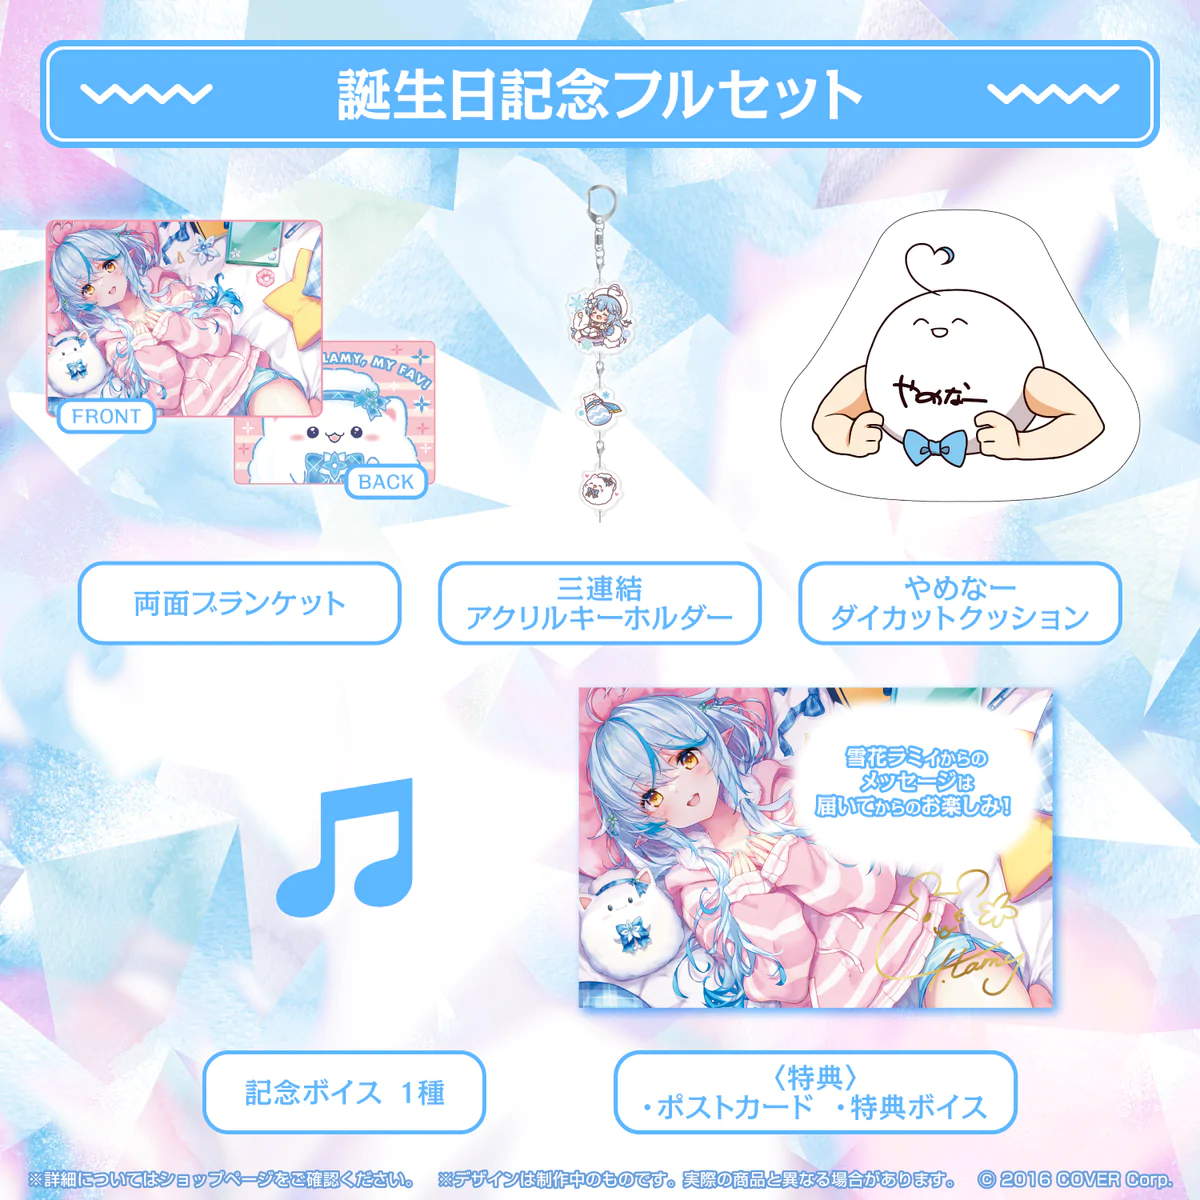 誕生日記念フルセット
LAMY, MY FAV!
FRONT
BACK
やめなー
両面ブランケット
三連結
アクリルキーホルダー
やめなー
ダイカットクッション
雪花ラミィからの
メッセージは
届いてからのお楽しみ!
Lamy
記念ボイス 1種
〈特典〉
・ポストカード ・特典ボイス
※詳細についてはショップページをご確認ください。 ※デザインは制作中のものです。実際の商品と異なる場合があります。 © 2016 COVER Corp.